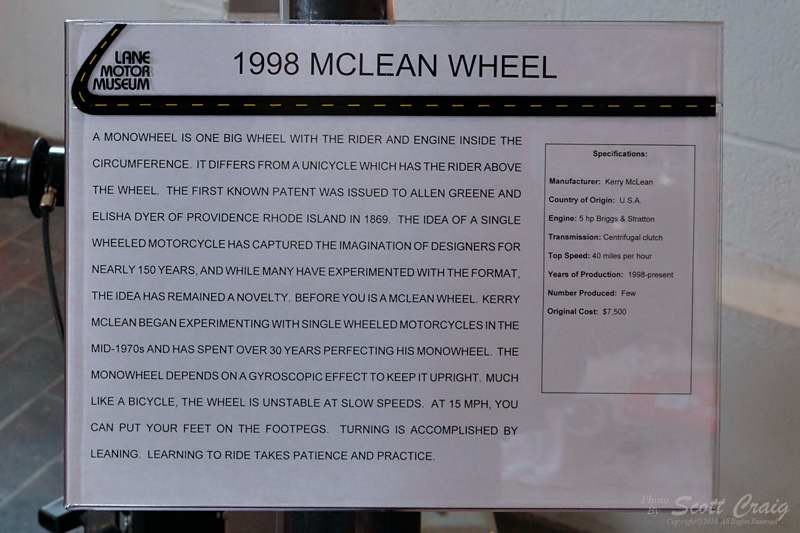 LANE
MOTOR
MUSEUM
1998 MCLEAN WHEEL
A MONOWHEEL IS ONE BIG WHEEL WITH THE RIDER AND ENGINE INSIDE THE
CIRCUMFERENCE. IT DIFFERS FROM A UNICYCLE WHICH HAS THE RIDER ABOVE
THE WHEEL. THE FIRST KNOWN PATENT WAS ISSUED TO ALLEN GREENE AND
ELISHA DYER OF PROVIDENCE RHODE ISLAND IN 1869. THE IDEA OF A SINGLE
WHEELED MOTORCYCLE HAS CAPTURED THE IMAGINATION OF DESIGNERS FOR
NEARLY 150 YEARS, AND WHILE MANY HAVE EXPERIMENTED WITH THE FORMAT,
THE IDEA HAS REMAINED A NOVELTY. BEFORE YOU IS A MCLEAN WHEEL. KERRY
MCLEAN BEGAN EXPERIMENTING WITH SINGLE WHEELED MOTORCYCLES IN THE
MID-1970s AND HAS SPENT OVER 30 YEARS PERFECTING HIS MONOWHEEL. THE
MONOWHEEL DEPENDS ON A GYROSCOPIC EFFECT TO KEEP IT UPRIGHT. MUCH
LIKE A BICYCLE, THE WHEEL IS UNSTABLE AT SLOW SPEEDS. AT 15 MPH, YOU
CAN PUT YOUR FEET ON THE FOOTPEGS. TURNING IS ACCOMPLISHED BY
LEANING. LEARNING TO RIDE TAKES PATIENCE AND PRACTICE.
Specifications:
Manufacturer: Kerry McLean
Country of Origin: U.S.A.
Engine: 5 hp Briggs & Stratton
Transmission: Centrifugal clutch
Top Speed: 40 miles per hour
Years of Production: 1998-present
Number Produced: Few
Original Cost: $7,500
Photo
By Scott Craig
All Rights Reserved